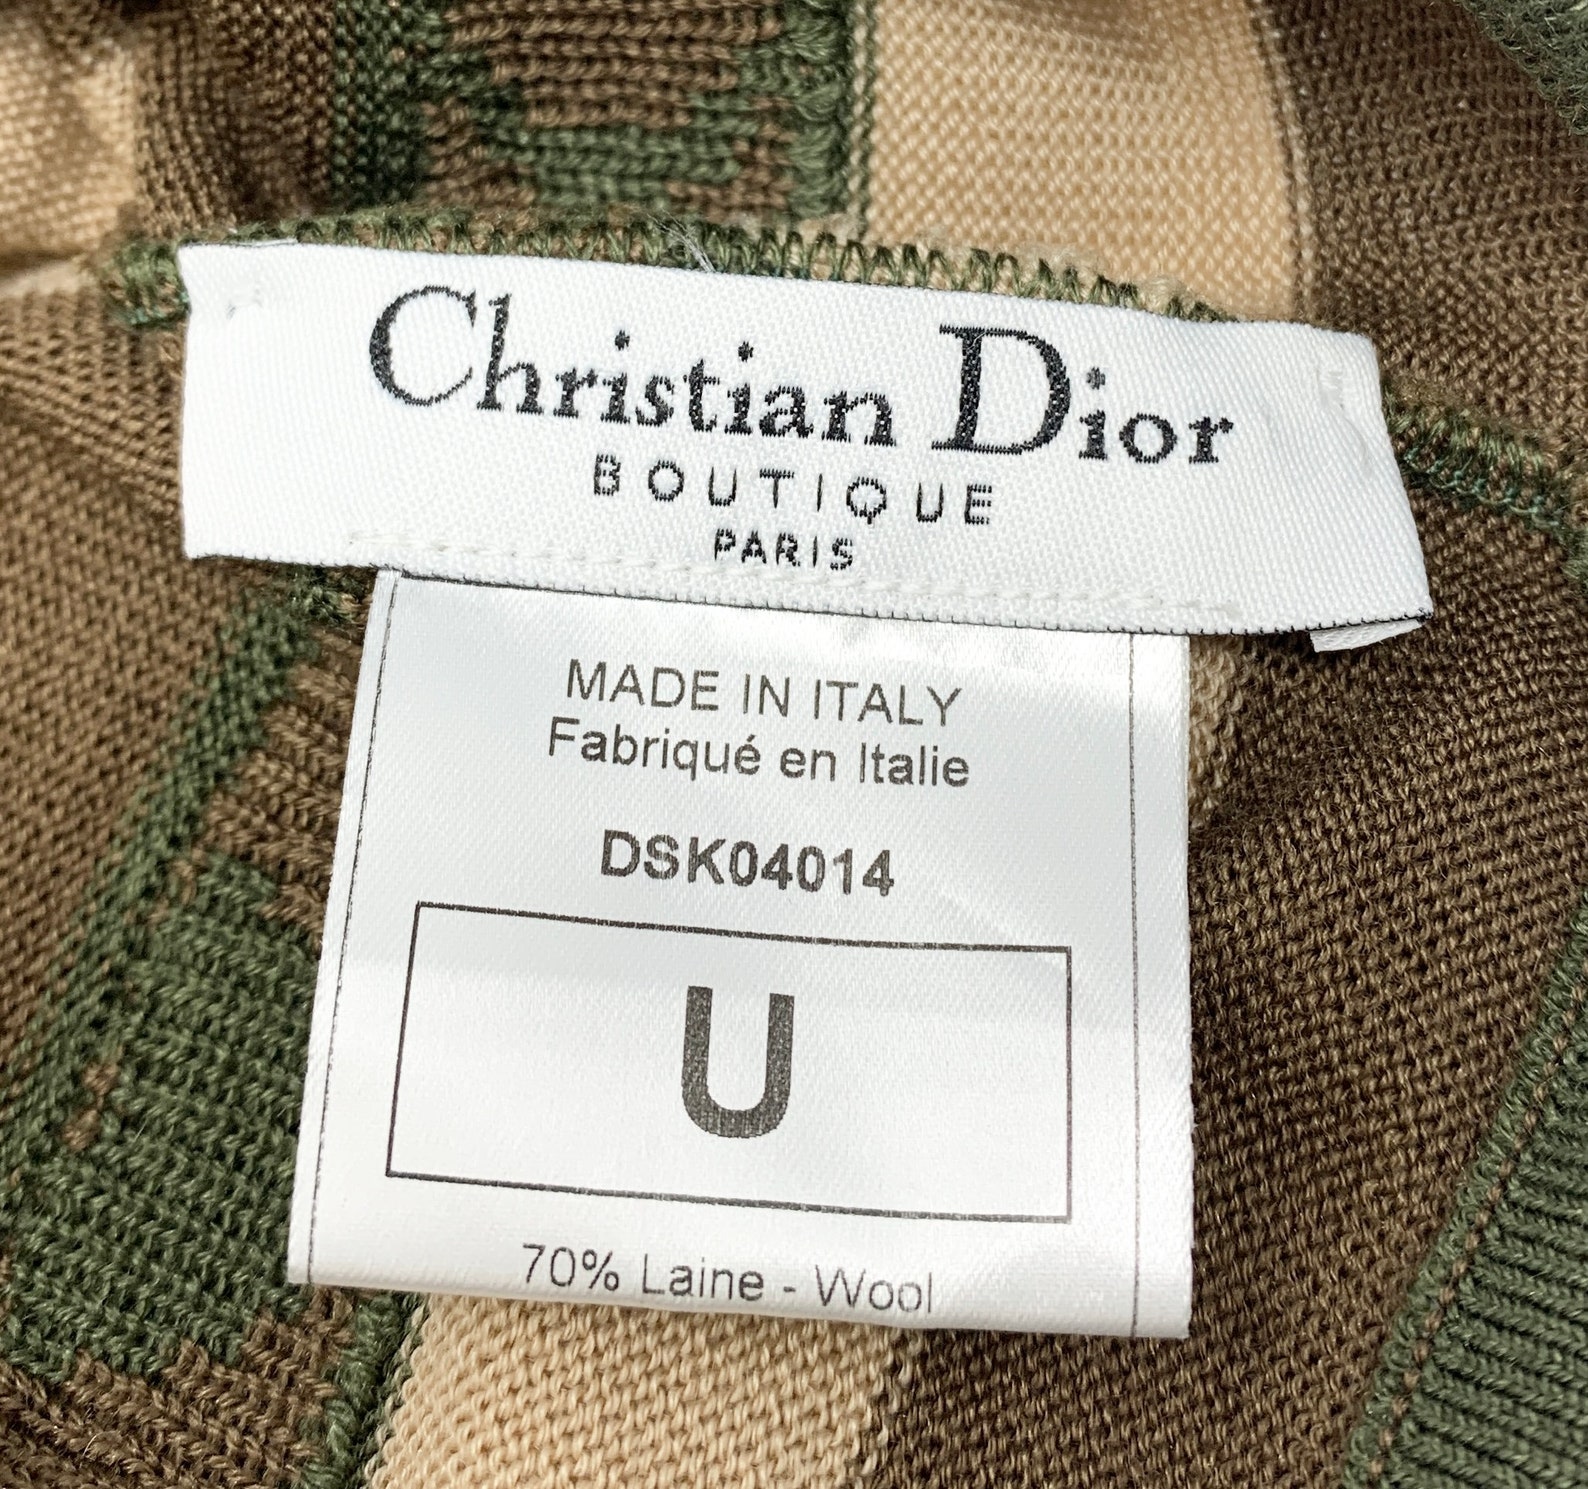 Christian Dior
BOUTIQUE
PARIS
MADE IN ITALY
Fabriqué en Italie
DSK04014
U
70% Laine - Wool